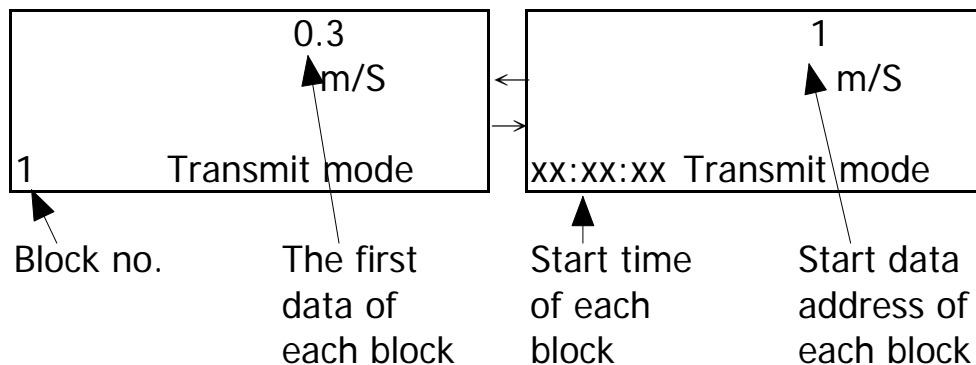 0.3
m/S
1 Transmit mode
1
m/S
xx:xx:xx Transmit mode
Block no.
The first
data of
each block
Start time
of each
block
Start data
address of
each block